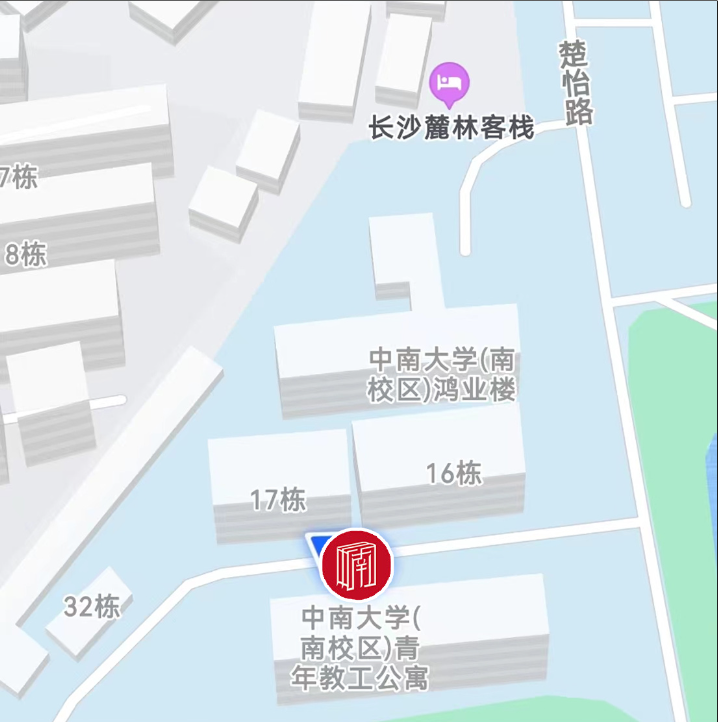 楚怡路
长沙麓林客栈
7栋
8栋
中南大学(南
校区)鸿业楼
16栋
17栋
南
32栋
中南大学(
南校区)青
年教工公寓